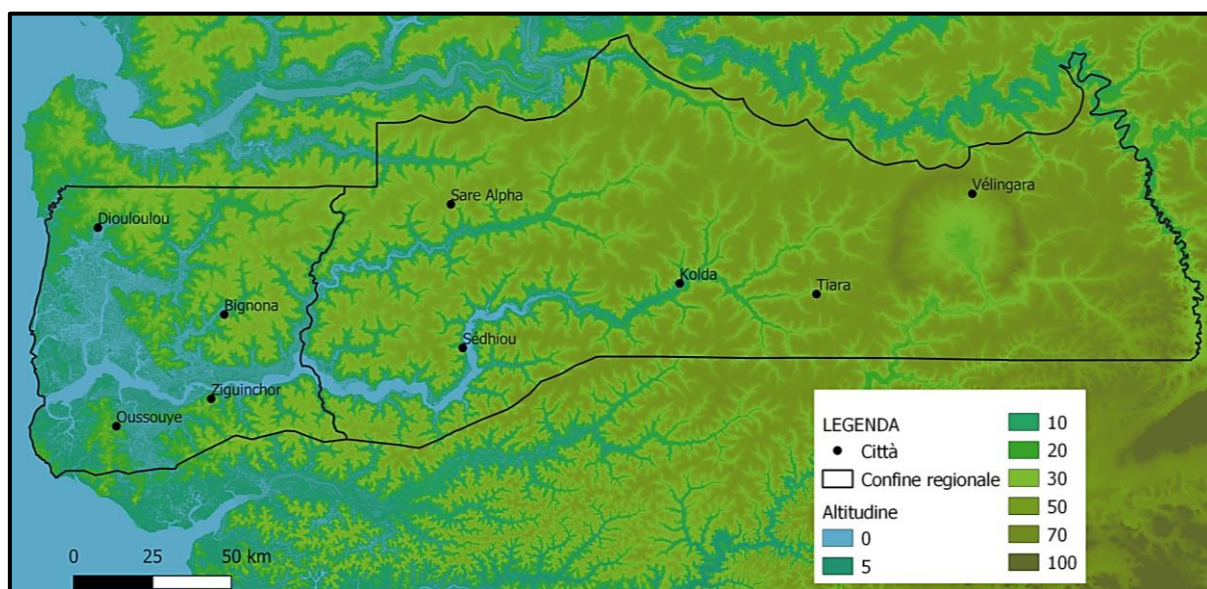 Vélingara
Sare Alpha
Diouloulou
Kolda
Tiara
Bignona
Sédhiou
Ziguinchor
Oussouye
LEGENDA
Città
Confine regionale
Altitudine
0
5
10
20
30
50
70
100
0 25 50 km